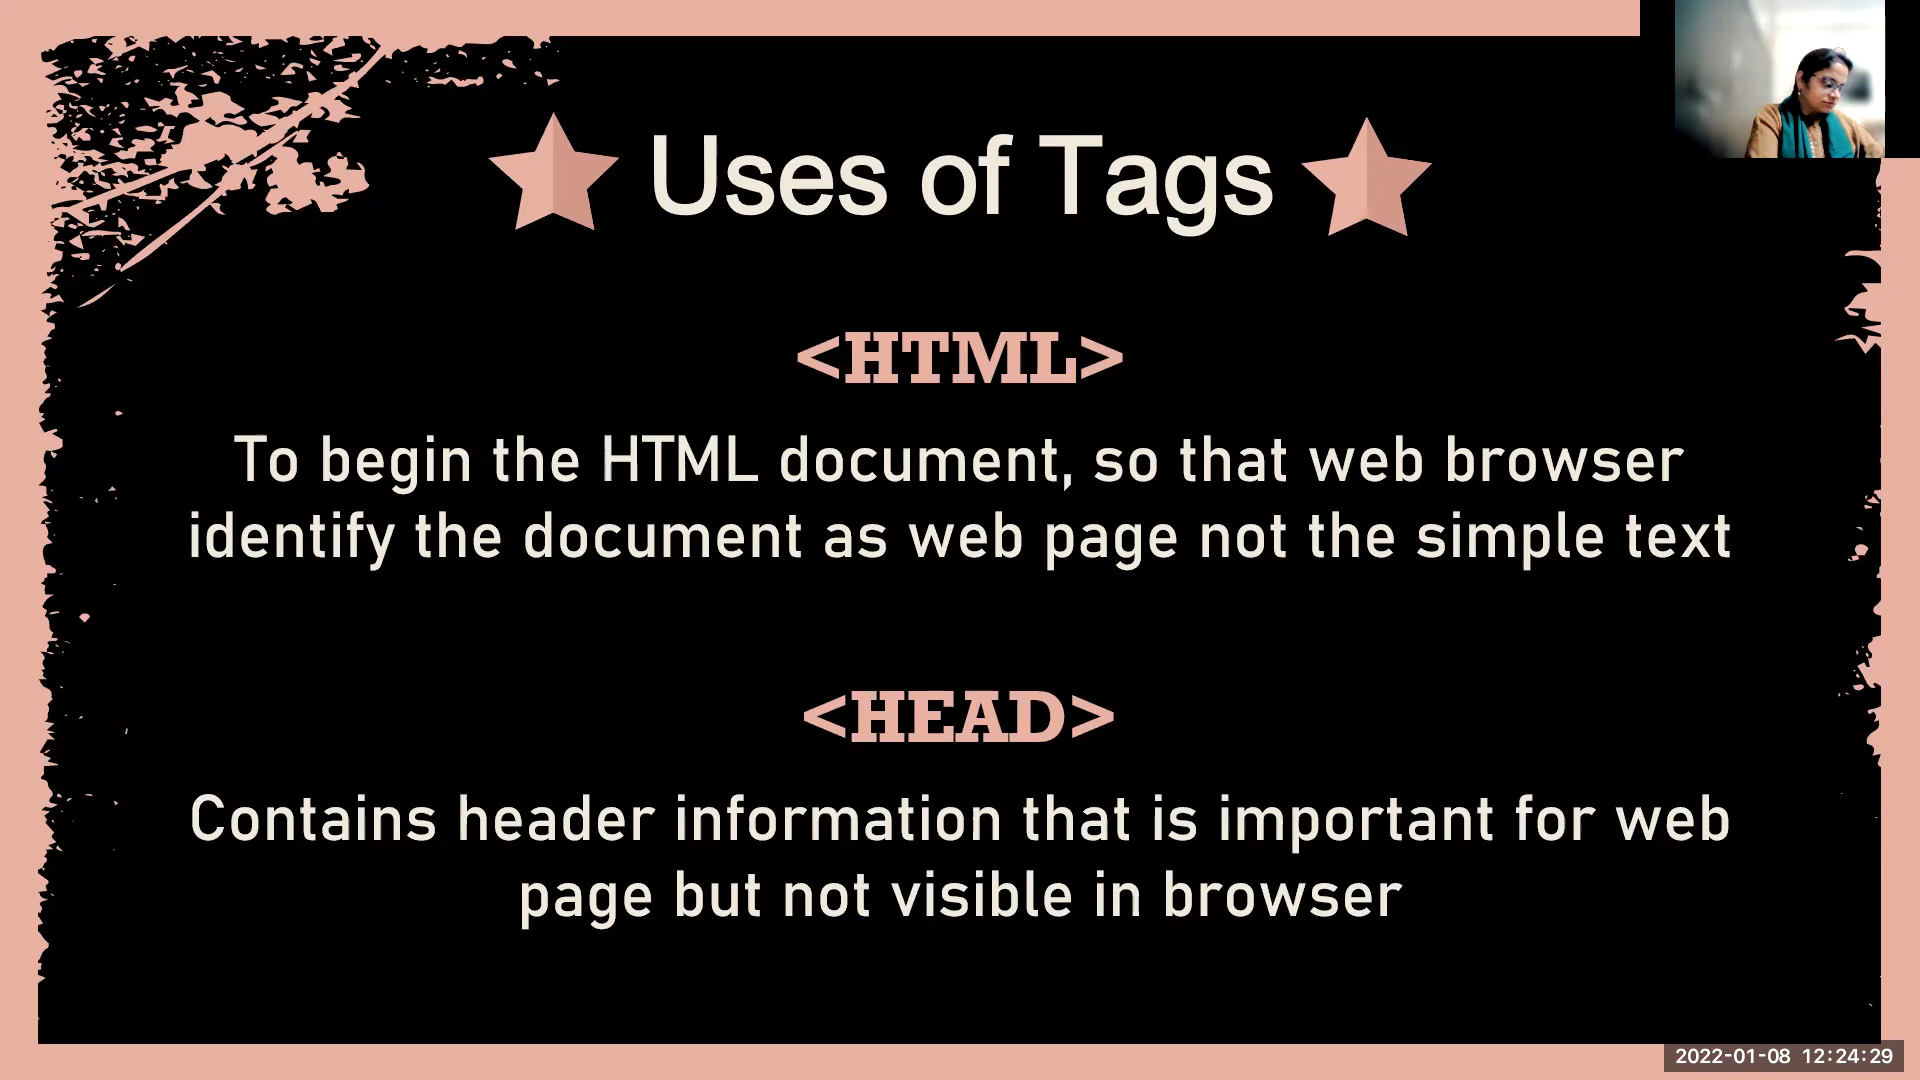 Uses of Tags
<HTML>
To begin the HTML document, so that web browser
identify the document as web page not the simple text
<HEAD>
Contains header information that is important for web
page but not visible in browser
2022-01-08 12:24:29